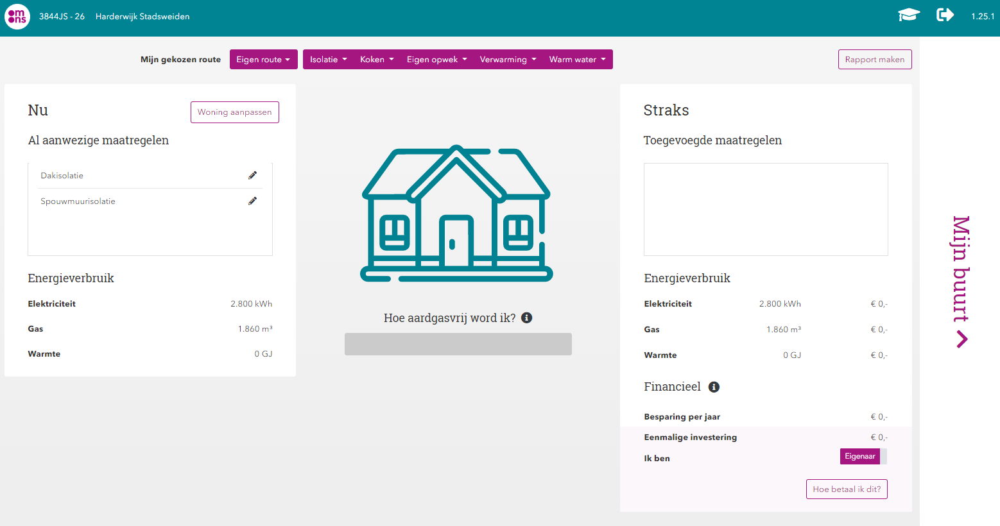 om
ons
3844JS - 26 Harderwijk Stadsweiden
1.25.1
Mijn gekozen route Eigen route Isolatie Koken Eigen opwek Verwarming Warm water
Rapport maken
Nu
Woning aanpassen
Al aanwezige maatregelen
Dakisolatie
Spouwmuurisolatie
Energieverbruik
Elektriciteit 2.800 kWh
Gas 1.860 m³
Warmte 0 GJ
Hoe aardgasvrij word ik?
Straks
Toegevoegde maatregelen
Energieverbruik
Elektriciteit 2.800 kWh € 0,-
Gas 1.860 m³ € 0,-
Warmte 0 GJ € 0,-
Financieel
Besparing per jaar € 0,-
Eenmalige investering € 0,-
Ik ben Eigenaar
Hoe betaal ik dit?
Mijn buurt